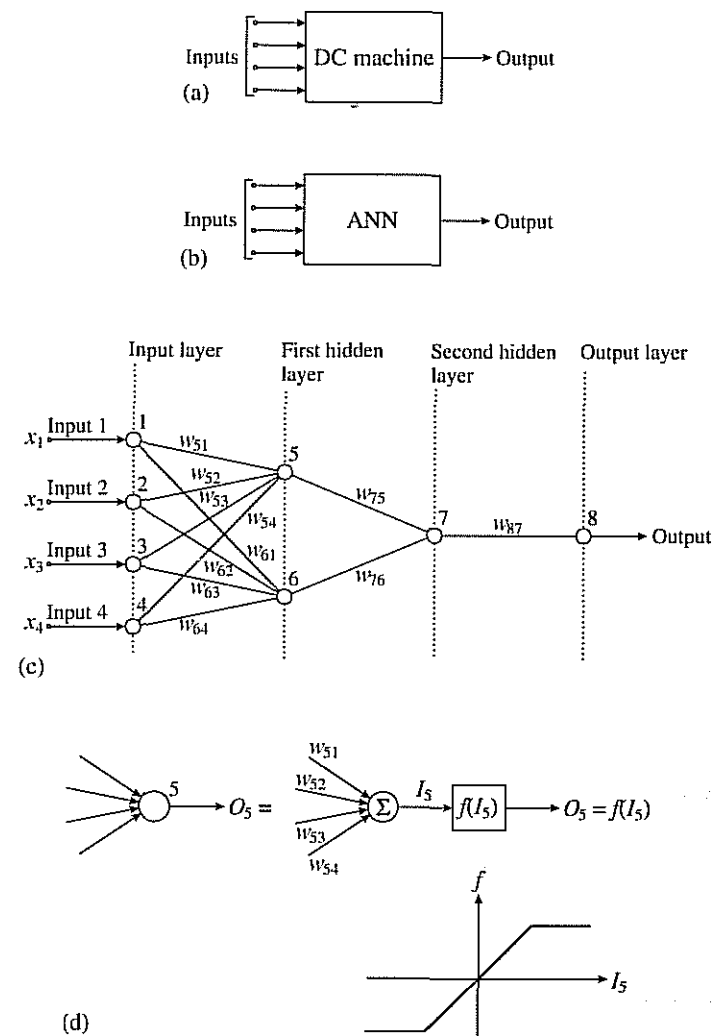 Inputs
DC machine
Output
(a)
Inputs
ANN
Output
(b)
Input layer
First hidden
layer
Second hidden
layer
Output layer
x₁ Input 1
1
w₅₁
5
w₅₂
x₂ Input 2
2
w₅₃
w₅₄
w₇₅
7
w₈₇
8
Output
x₃ Input 3
3
w₆₁
w₆₂
6
w₇₆
w₆₃
x₄ Input 4
4
w₆₄
(c)
5
O₅ =
w₅₁
w₅₂
w₅₃
w₅₄
Σ
I₅
f(I₅)
O₅ = f(I₅)
f
I₅
(d)